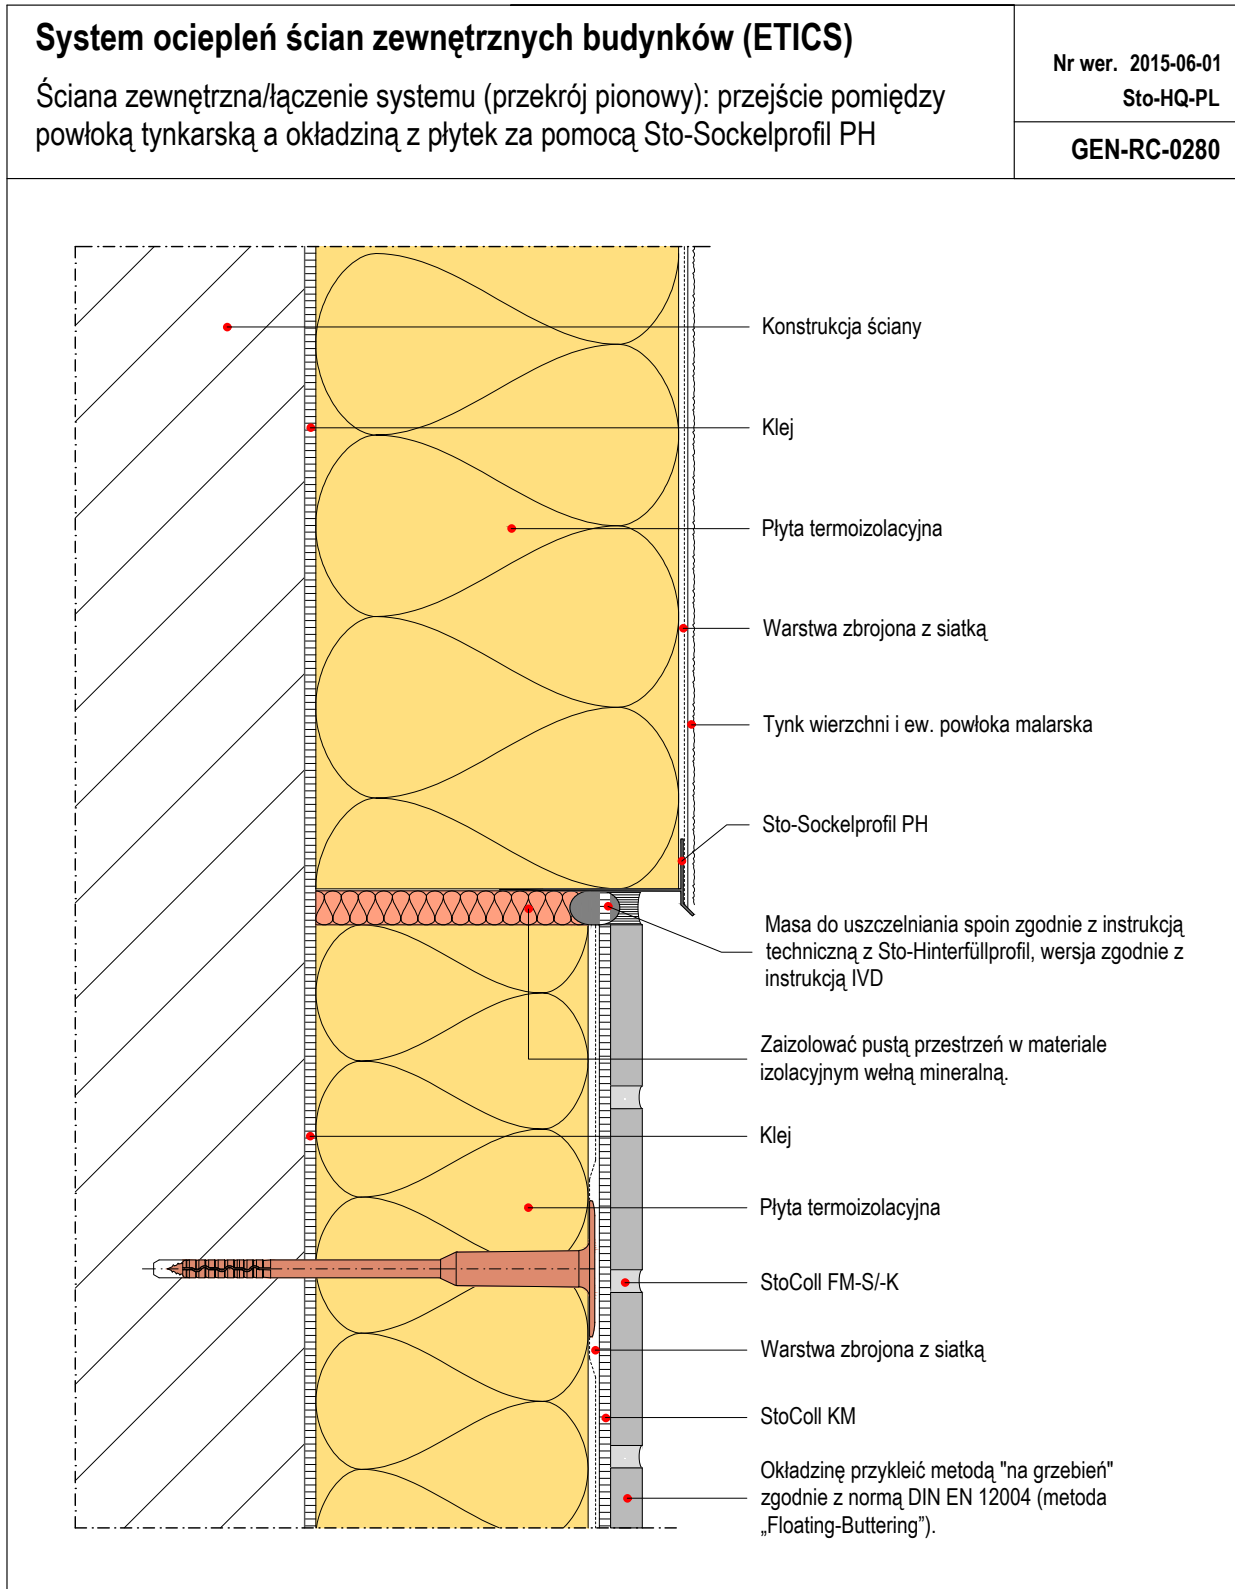 System ociepleń ścian zewnętrznych budynków (ETICS)
Ściana zewnętrzna/łączenie systemu (przekrój pionowy): przejście pomiędzy
powłoką tynkarską a okładziną z płytek za pomocą Sto-Sockelprofil PH
Nr wer. 2015-06-01
Sto-HQ-PL
GEN-RC-0280
Konstrukcja ściany
Klej
Płyta termoizolacyjna
Warstwa zbrojona z siatką
Tynk wierzchni i ew. powłoka malarska
Sto-Sockelprofil PH
Masa do uszczelniania spoin zgodnie z instrukcją
techniczną z Sto-Hinterfüllprofil, wersja zgodnie z
instrukcją IVD
Zaizolować pustą przestrzeń w materiale
izolacyjnym wełną mineralną.
Klej
Płyta termoizolacyjna
StoColl FM-S/-K
Warstwa zbrojona z siatką
StoColl KM
Okładzinę przykleić metodą "na grzebień"
zgodnie z normą DIN EN 12004 (metoda
„Floating-Buttering”).